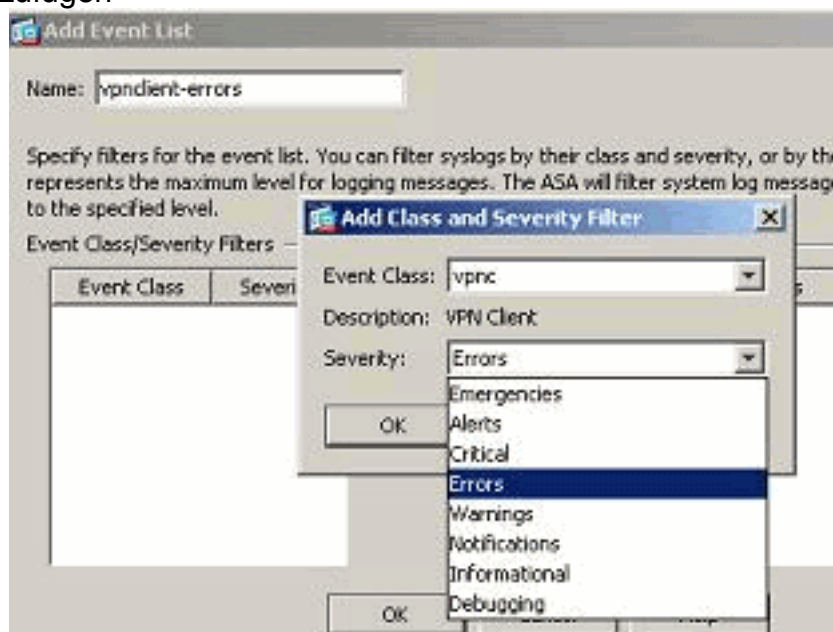 Add Event List
Name: vpnclient-errors
Specify filters for the event list. You can filter syslogs by their class and severity, or by the
represents the maximum level for logging messages. The ASA will filter system log message
to the specified level.
Add Class and Severity Filter
Event Class/Severity Filters
Event Class Severi
Event Class: vpnc
Description: VPN Client
Severity: Errors
Emergencies
OK Alerts
Critical
Errors
Warnings
Notifications
Informational
OK Debugging